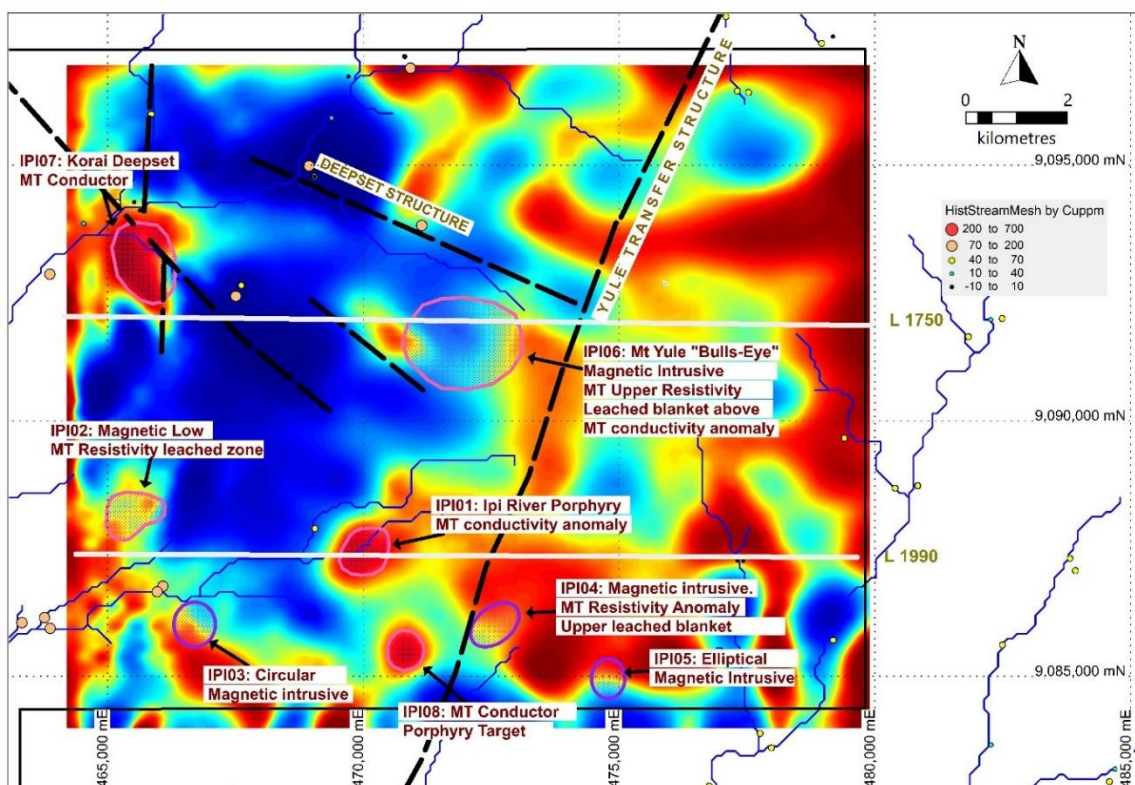 N
0 2
kilometres
9,095,000 mN
YULE TRANSFER STRUCTURE
DEEPSET STRUCTURE
IPI07: Korai Deepset
MT Conductor
HistStreamMesh by Cuppm
200 to 700
70 to 200
40 to 70
10 to 40
-10 to 10
L 1750
IPI06: Mt Yule "Bulls-Eye"
Magnetic Intrusive
MT Upper Resistivity
Leached blanket above
MT conductivity anomaly
9,090,000 mN
IPI02: Magnetic Low
MT Resistivity leached zone
IPI01: Ipi River Porphyry
MT conductivity anomaly
L 1990
IPI04: Magnetic intrusive.
MT Resistivity Anomaly
Upper leached blanket
IPI03: Circular
Magnetic intrusive
IPI05: Elliptical
Magnetic Intrusive
9,085,000 mN
IPI08: MT Conductor
Porphyry Target
465,000 mE
470,000 mE
475,000 mE
480,000 mE
485,000 mE